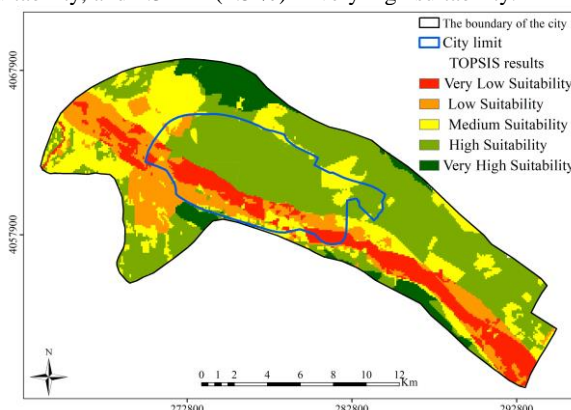 The boundary of the city
City limit
TOPSIS results
Very Low Suitability
Low Suitability
Medium Suitability
High Suitability
Very High Suitability
4067900
4057900
N
0 1 2 4 6 8 10 12
Km
272800 282800 292800